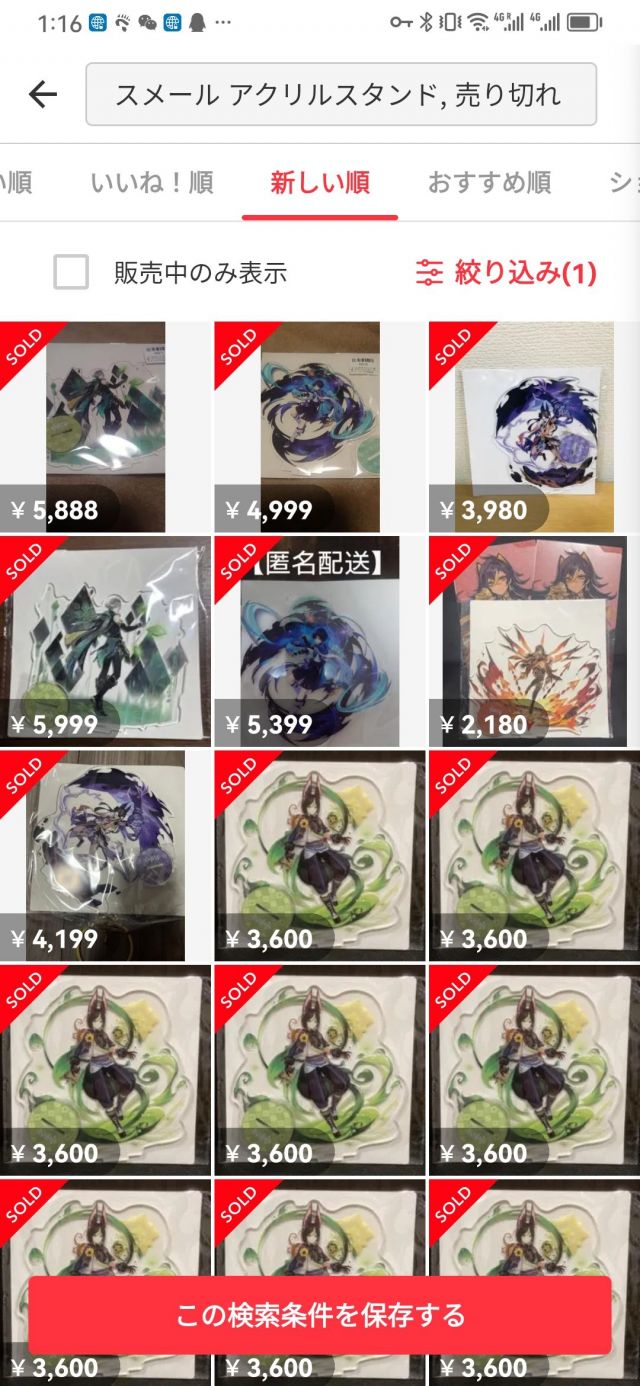 1:16
4G R
4G
スメール アクリルスタンド, 売り切れ
い順
いいね！順
新しい順
おすすめ順
ショ
販売中のみ表示
絞り込み(1)
SOLD
¥ 5,888
SOLD
¥ 4,999
SOLD
¥ 3,980
SOLD
¥ 5,999
SOLD
【匿名配送】
¥ 5,399
SOLD
¥ 2,180
SOLD
¥ 4,199
SOLD
¥ 3,600
SOLD
¥ 3,600
SOLD
¥ 3,600
SOLD
¥ 3,600
SOLD
¥ 3,600
SOLD
¥ 3,600
SOLD
¥ 3,600
SOLD
¥ 3,600
この検索条件を保存する